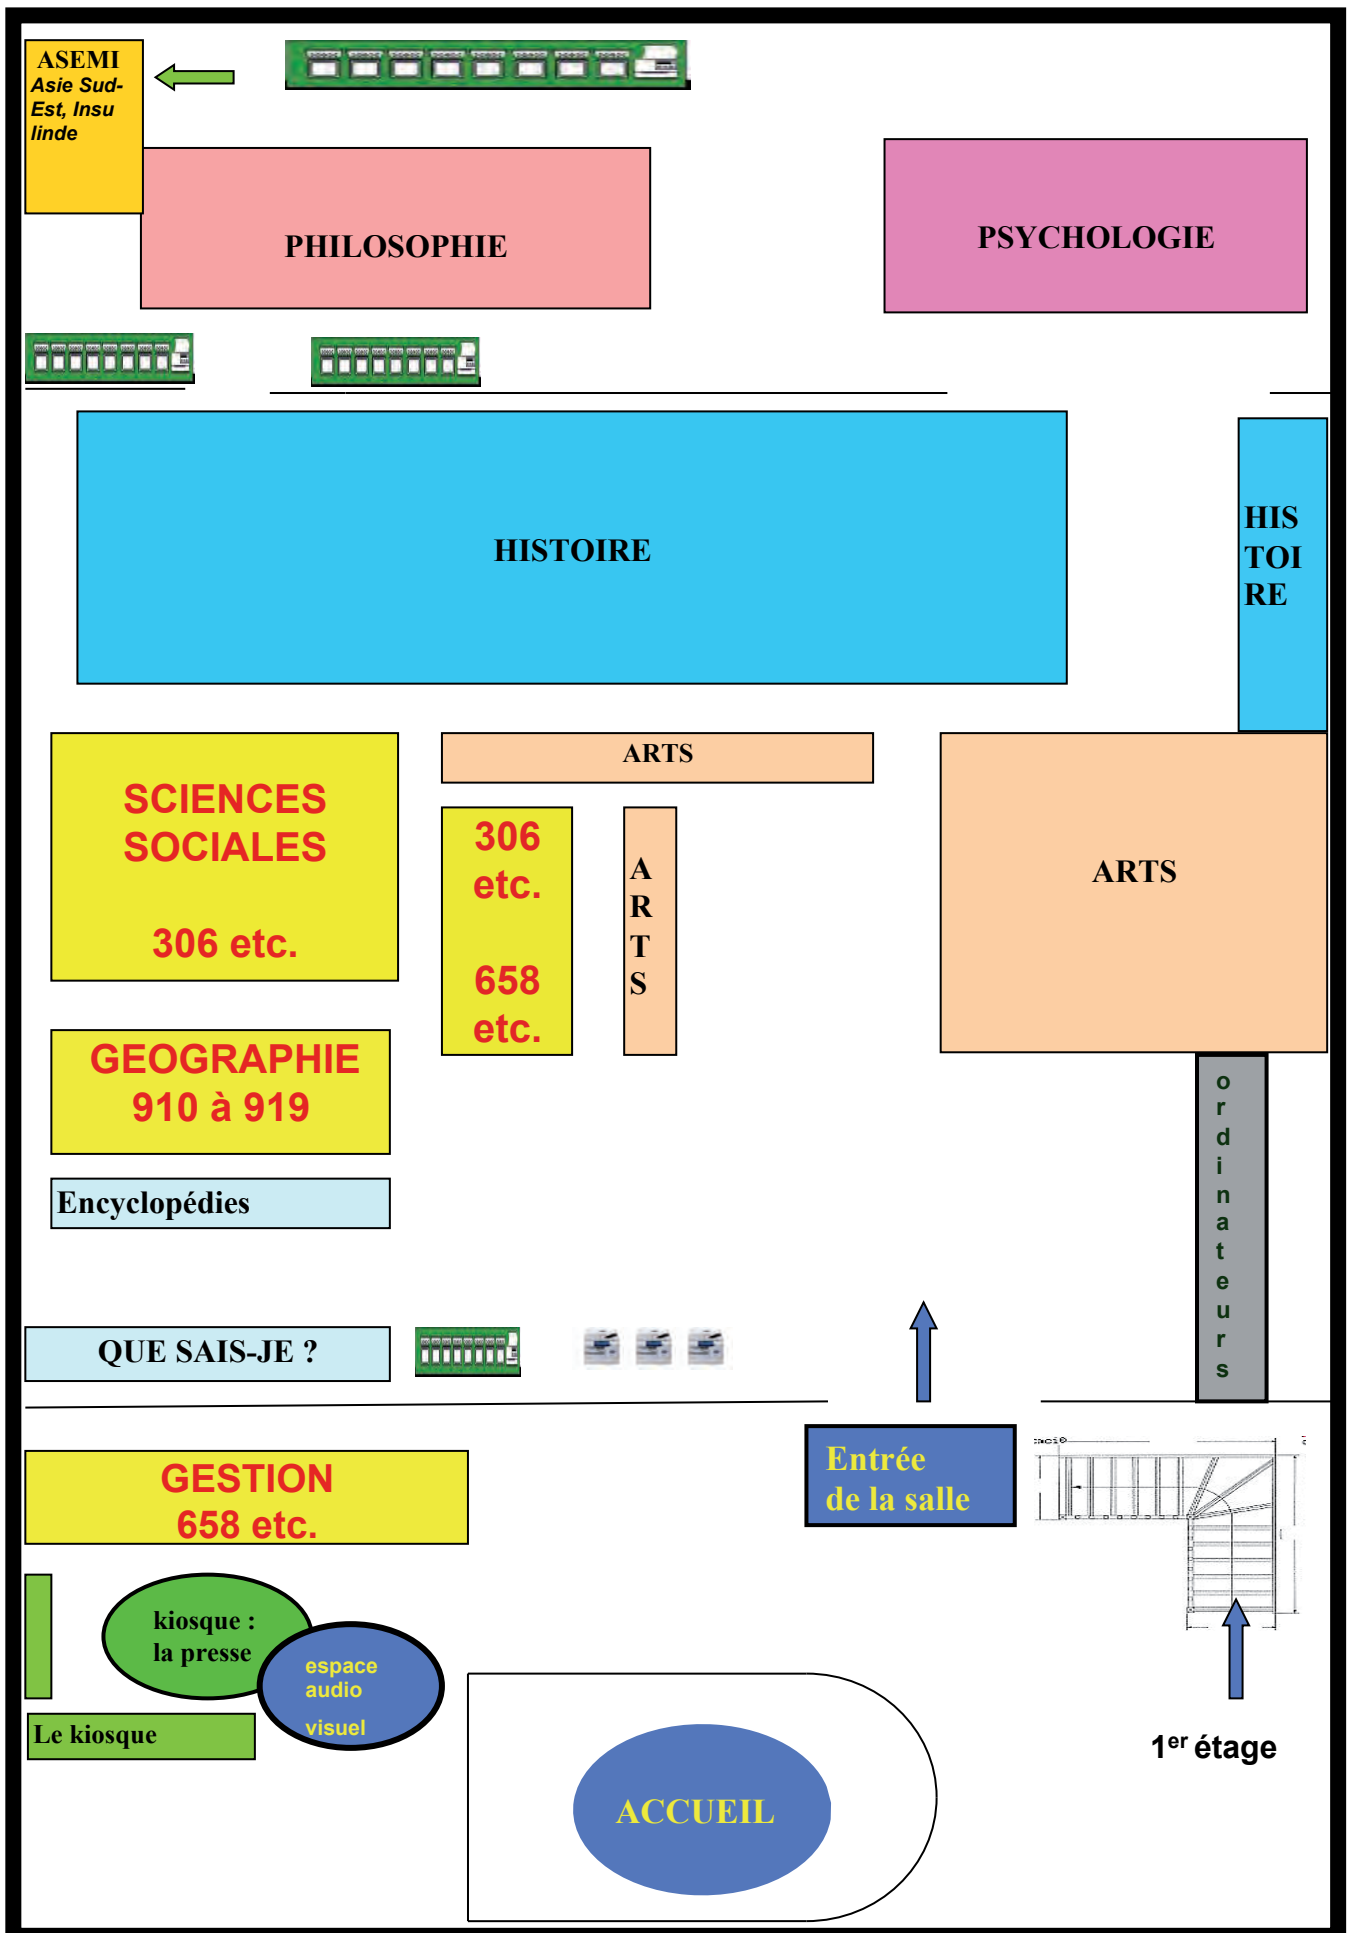 ASEMI
Asie Sud-
Est, Insu
linde
PHILOSOPHIE
PSYCHOLOGIE
HISTOIRE
HIS
TOI
RE
SCIENCES
SOCIALES
306 etc.
ARTS
306
etc.
658
etc.
A
R
T
S
ARTS
GEOGRAPHIE
910 à 919
Encyclopédies
o
r
d
i
n
a
t
e
u
r
s
QUE SAIS-JE ?
Entrée
de la salle
GESTION
658 etc.
kiosque :
la presse
espace
audio
visuel
Le kiosque
1er étage
ACCUEIL